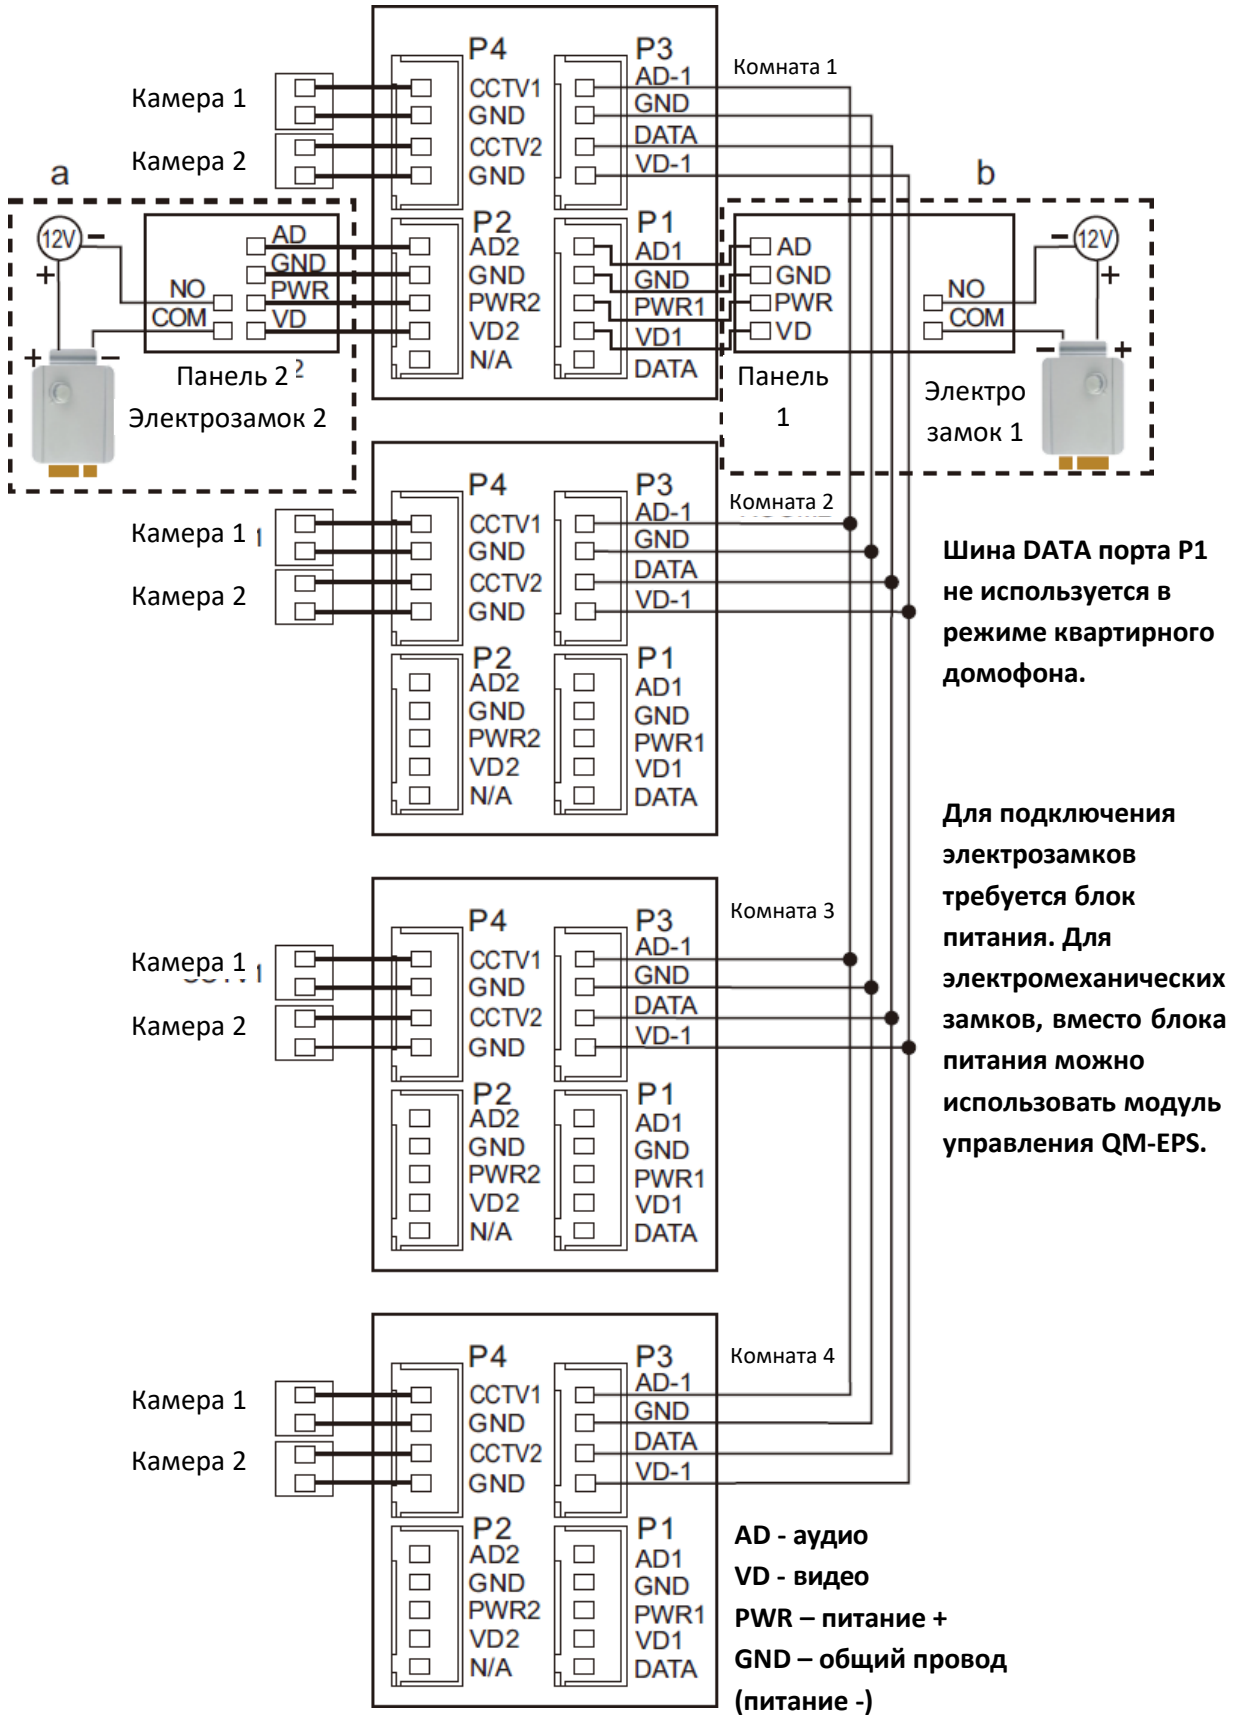 P4
P3
Комната 1
Камера 1
CCTV1
AD-1
GND
GND
Камера 2
CCTV2
DATA
GND
VD-1
a
b
P2
P1
12V
AD
AD2
AD1
AD
12V
GND
GND
GND
GND
NO
PWR
PWR2
PWR1
PWR
NO
COM
VD
VD2
VD1
VD
COM
N/A
DATA
+
-
+
-
-
+
-
+
Панель 2
2
Электрозамок 2
Панель
1
Электро
замок 1
P4
P3
Комната 2
Камера 1
CCTV1
AD-1
GND
GND
Камера 2
CCTV2
DATA
GND
VD-1
P2
P1
AD2
AD1
GND
GND
PWR2
PWR1
VD2
VD1
N/A
DATA
Шина DATA порта P1
не используется в
режиме квартирного
домофона.
Для подключения
электрозамков
требуется блок
питания. Для
электромеханических
замков, вместо блока
питания можно
использовать модуль
управления QM-EPS.
P4
P3
Комната 3
Камера 1
CCTV1
AD-1
GND
GND
Камера 2
CCTV2
DATA
GND
VD-1
P2
P1
AD2
AD1
GND
GND
PWR2
PWR1
VD2
VD1
N/A
DATA
P4
P3
Комната 4
Камера 1
CCTV1
AD-1
GND
GND
Камера 2
CCTV2
DATA
GND
VD-1
P2
P1
AD2
AD1
GND
GND
PWR2
PWR1
VD2
VD1
N/A
DATA
AD - аудио
VD - видео
PWR – питание +
GND – общий провод
(питание -)